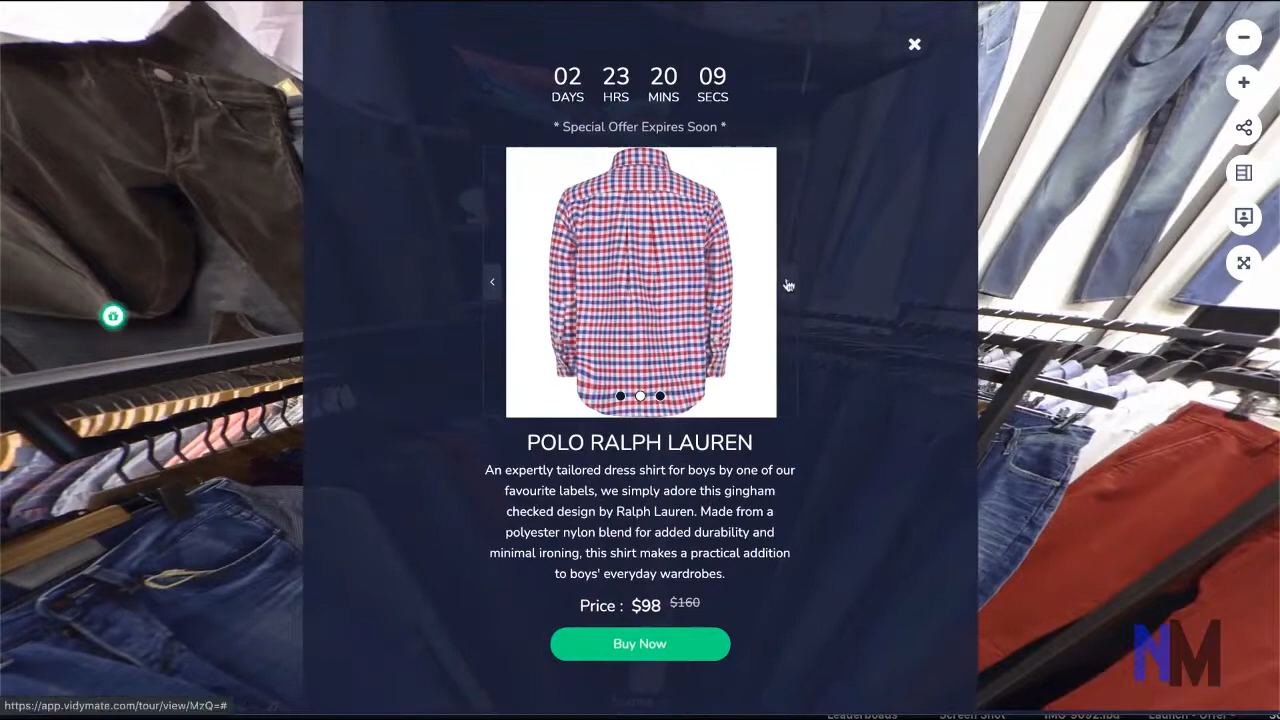 02 23 20 09
DAYS HRS MINS SECS
* Special Offer Expires Soon *
POLO RALPH LAUREN
An expertly tailored dress shirt for boys by one of our
favourite labels, we simply adore this gingham
checked design by Ralph Lauren. Made from a
polyester nylon blend for added durability and
minimal ironing, this shirt makes a practical addition
to boys' everyday wardrobes.
Price : $98 $160
Buy Now
NM
https://app.vidymate.com/tour/view/MzQ=#